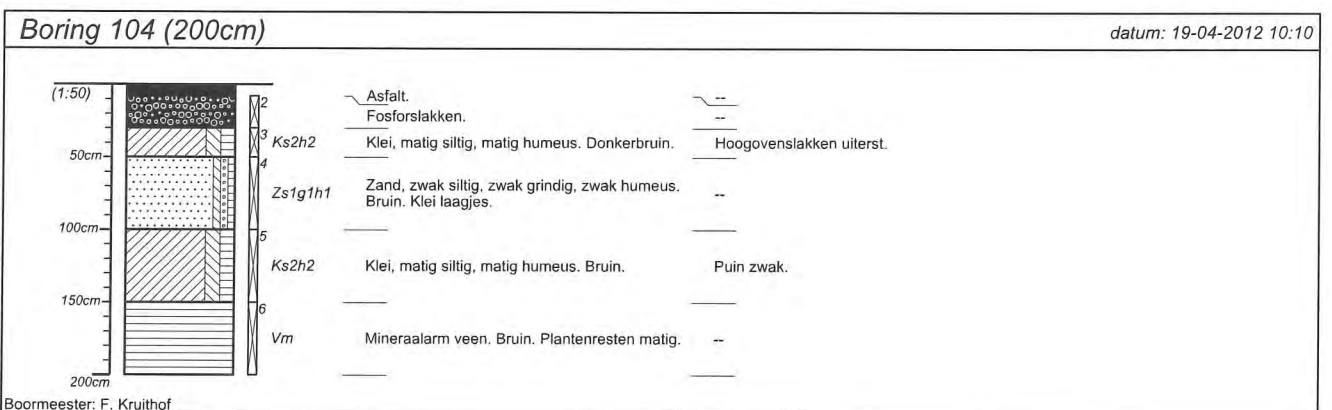 Boring 104 (200cm) datum: 19-04-2012 10:10
(1:50) Asfalt. --
2 Fosforslakken. --
3 Ks2h2 Klei, matig siltig, matig humeus. Donkerbruin. Hoogovenslakken uiterst.
50cm
4
Zs1g1h1 Zand, zwak siltig, zwak grindig, zwak humeus. --
Bruin. Klei laagjes.
100cm
5
Ks2h2 Klei, matig siltig, matig humeus. Bruin. Puin zwak.
150cm
6
Vm Mineraalarm veen. Bruin. Plantenresten matig. --
200cm
Boormeester: F. Kruithof